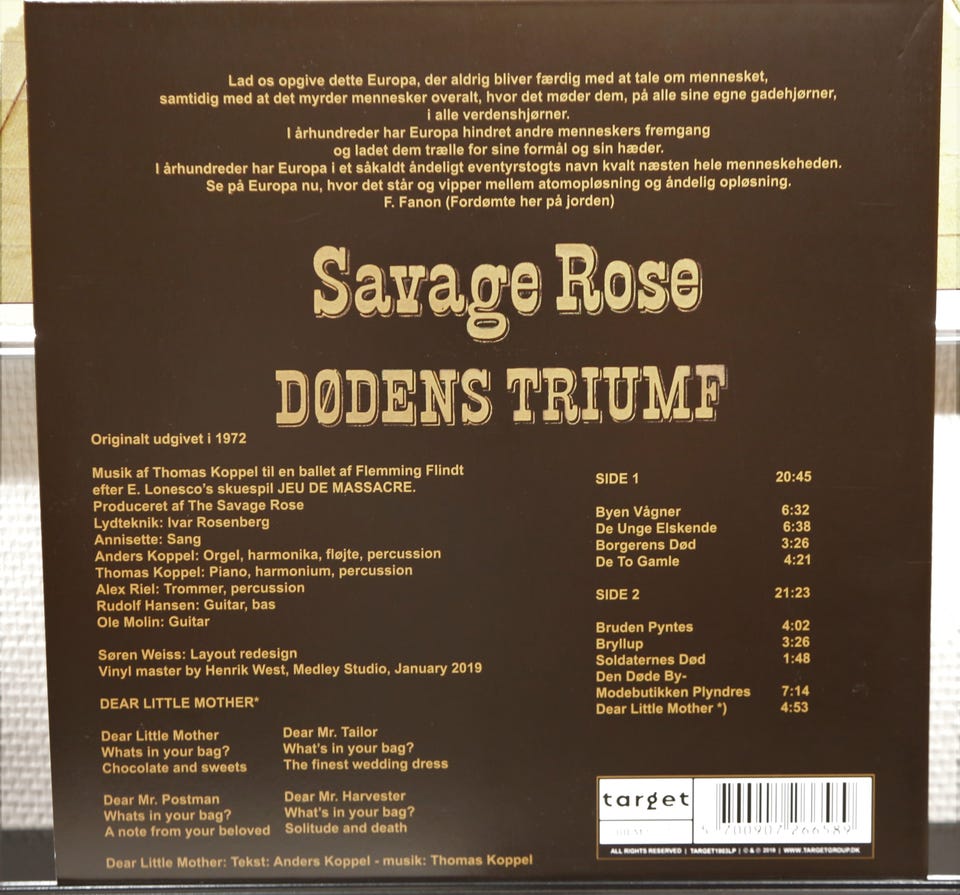 Lad os opgive dette Europa, der aldrig bliver færdig med at tale om mennesket,
samtidig med at det myrder mennesker overalt, hvor det møder dem, på alle sine egne gadehjørner,
i alle verdenshjørner.
I århundreder har Europa hindret andre menneskers fremgang
og ladet dem trælle for sine formål og sin hæder.
I århundreder har Europa i et såkaldt åndeligt eventyrstogts navn kvalt næsten hele menneskeheden.
Se på Europa nu, hvor det står og vipper mellem atomopløsning og åndelig opløsning.
F. Fanon (Fordømte her på jorden)
Savage Rose
DØDENS TRIUMF
Originalt udgivet i 1972
Musik af Thomas Koppel til en ballet af Flemming Flindt
efter E. Lonesco's skuespil JEU DE MASSACRE.
Produceret af The Savage Rose
Lydteknik: Ivar Rosenberg
Annisette: Sang
Anders Koppel: Orgel, harmonika, fløjte, percussion
Thomas Koppel: Piano, harmonium, percussion
Alex Riel: Trommer, percussion
Rudolf Hansen: Guitar, bas
Ole Molin: Guitar
Søren Weiss: Layout redesign
Vinyl master by Henrik West, Medley Studio, January 2019
DEAR LITTLE MOTHER*
Dear Little Mother
Whats in your bag?
Chocolate and sweets
Dear Mr. Postman
Whats in your bag?
A note from your beloved
Dear Mr. Tailor
What's in your bag?
The finest wedding dress
Dear Mr. Harvester
What's in your bag?
Solitude and death
Dear Little Mother: Tekst: Anders Koppel - musik: Thomas Koppel
SIDE 1 20:45
Byen Vågner 6:32
De Unge Elskende 6:38
Borgerens Død 3:26
De To Gamle 4:21
SIDE 2 21:23
Bruden Pyntes 4:02
Bryllup 3:26
Soldaternes Død 1:48
Den Døde By-
Modebutikken Plyndres 7:14
Dear Little Mother *) 4:53
target
5 700907 266589
ALL RIGHTS RESERVED | TARGET1903LP | © & ℗ 2019 | WWW.TARGETGROUP.DK